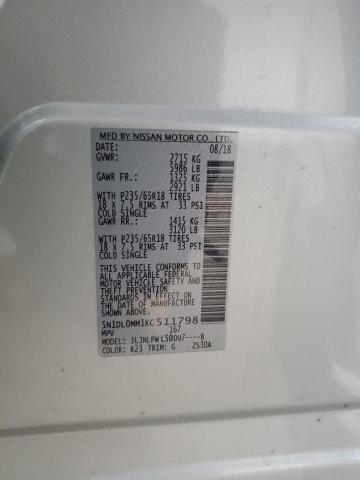 MFD BY NISSAN MOTOR CO., LTD.
DATE: 08/18
GVWR: 2715 KG
5986 LB
GAWR FR.: 1325 KG
2921 LB
WITH P235/65R18 TIRES
18 X 7.5 RIMS AT 33 PSI
COLD SINGLE
GAWR RR.: 1415 KG
3120 LB
WITH P235/65R18 TIRES
18 X 7.5 RIMS AT 33 PSI
COLD SINGLE
THIS VEHICLE CONFORMS TO
ALL APPLICABLE FEDERAL
MOTOR VEHICLE SAFETY AND
THEFT PREVENTION
STANDARDS IN EFFECT ON
THE DATE OF MANUFACTURE
SHOWN ABOVE
5N1DL0MM1KC511798
MPV 167
MODEL: JLJNLPWL50DU7----B
COLOR: K23 TRIM: G Z530A